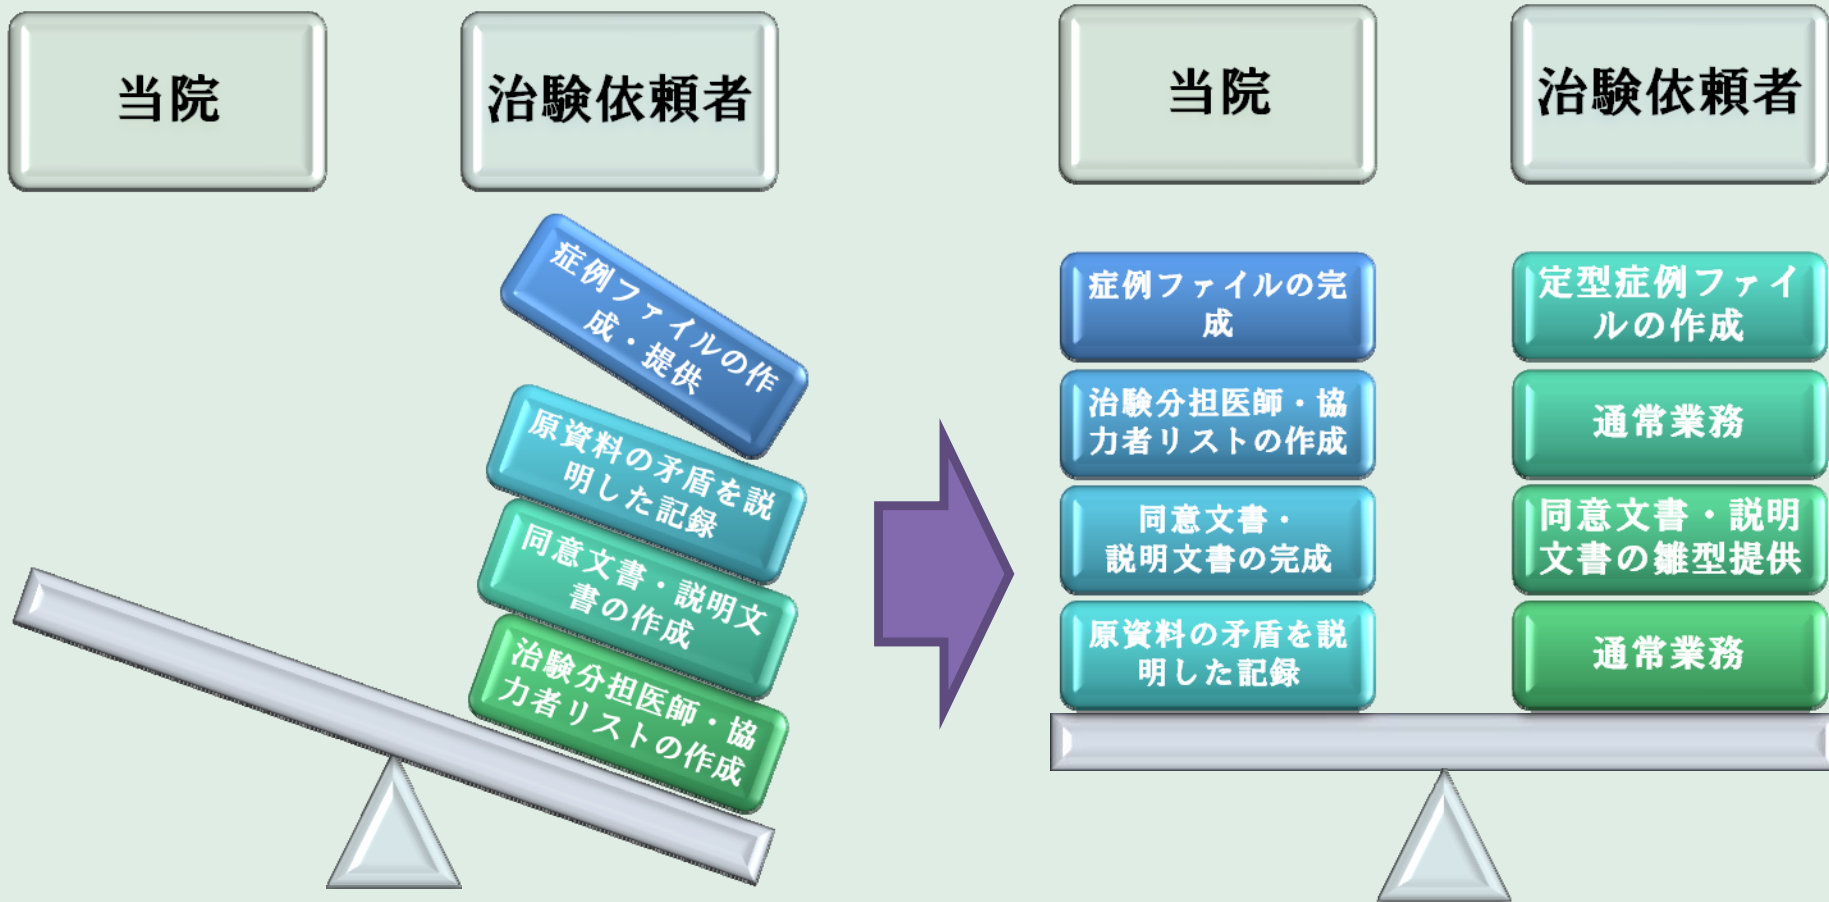 当院
治験依頼者
症例ファイルの作
成・提供
原資料の矛盾を説
明した記録
同意文書・説明文
書の作成
治験分担医師・協
力者リストの作成
当院
治験依頼者
症例ファイルの完
成
治験分担医師・協
力者リストの作成
同意文書・
説明文書の完成
原資料の矛盾を説
明した記録
定型症例ファイ
ルの作成
通常業務
同意文書・説明
文書の雛型提供
通常業務